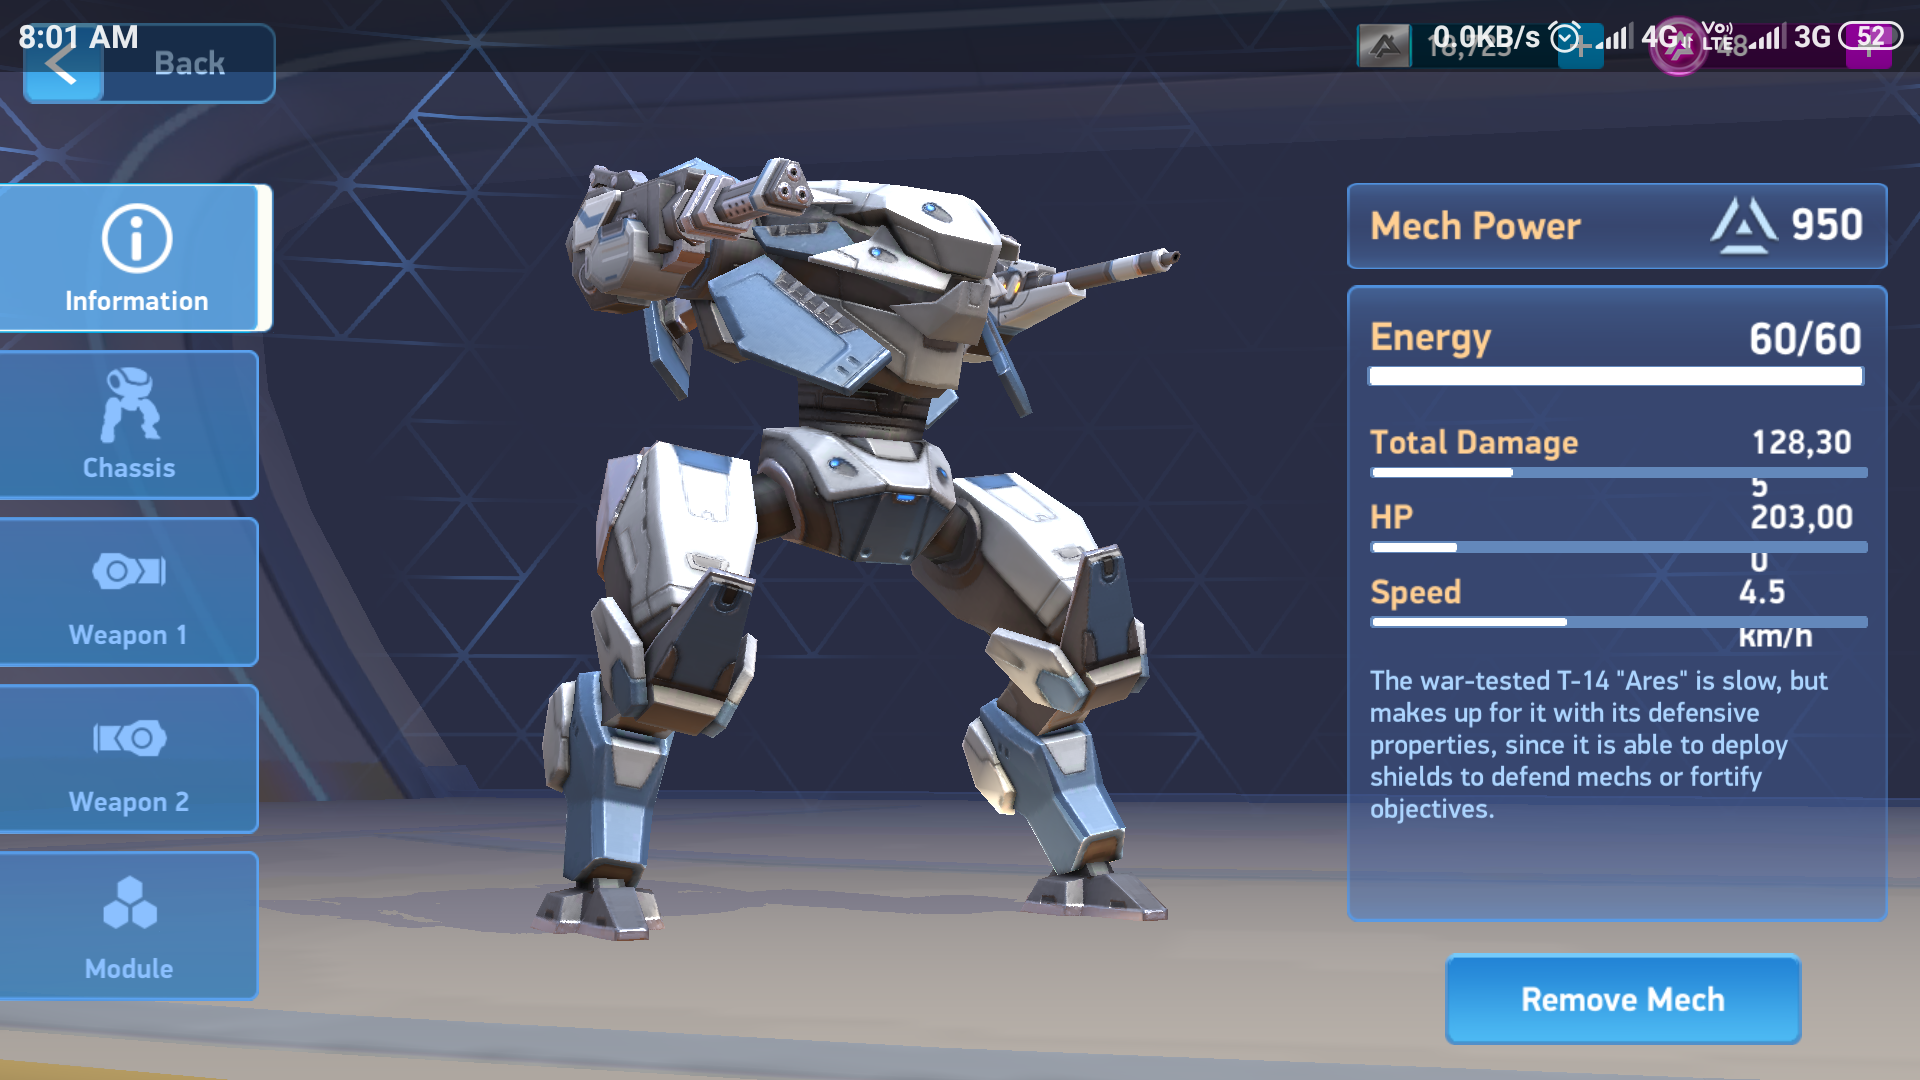 8:01 AM
0.0KB/s 4G Vo) LTE 3G 52
Back
48
Information
Chassis
Weapon 1
Weapon 2
Module
Mech Power 950
Energy 60/60
Total Damage 128,30
5
HP 203,00
0
Speed 4.5
km/h
The war-tested T-14 "Ares" is slow, but
makes up for it with its defensive
properties, since it is able to deploy
shields to defend mechs or fortify
objectives.
Remove Mech